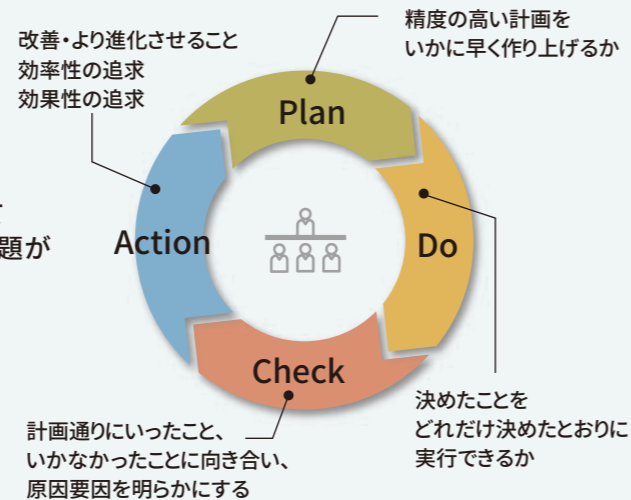 精度の高い計画を
いかに早く作り上げるか
改善・より進化させること
効率性の追求
効果性の追求
Plan
題が
Action
Do
Check
決めたことを
どれだけ決めたとおりに
実行できるか
計画通りにいったこと、
いかなかったことに向き合い、
原因要因を明らかにする